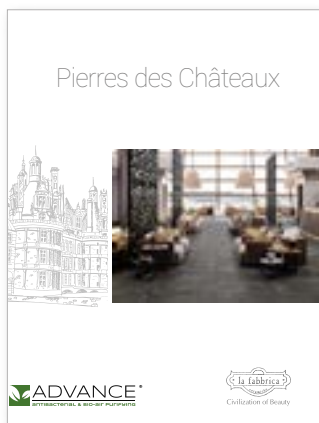 Pierres des Châteaux
ADVANCE®
ANTIBACTERIAL & BIO-AIR PURIFYING
la fabbrica
Civilization of Beauty